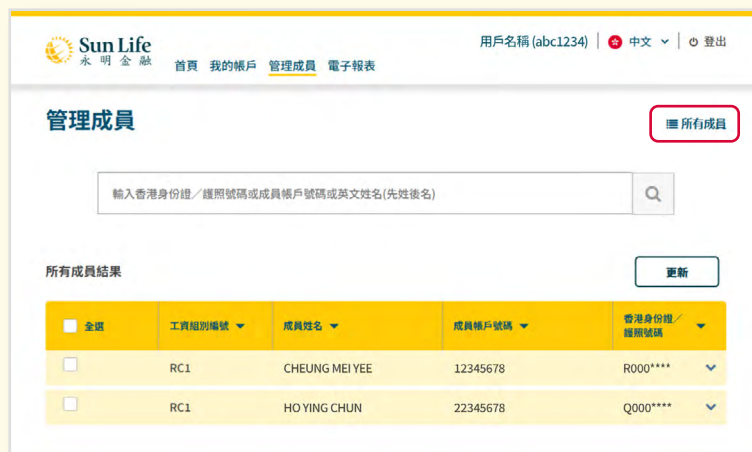 Sun Life
永明金融
用戶名稱 (abc1234)
中文
登出
首頁 我的帳戶 管理成員 電子報表
管理成員
所有成員
輸入香港身份證／護照號碼或成員帳戶號碼或英文姓名(先姓後名)
所有成員結果
更新
全選 工資組別編號 成員姓名 成員帳戶號碼 香港身份證／
護照號碼
RC1 CHEUNG MEI YEE 12345678 R000****
RC1 HO YING CHUN 22345678 Q000****